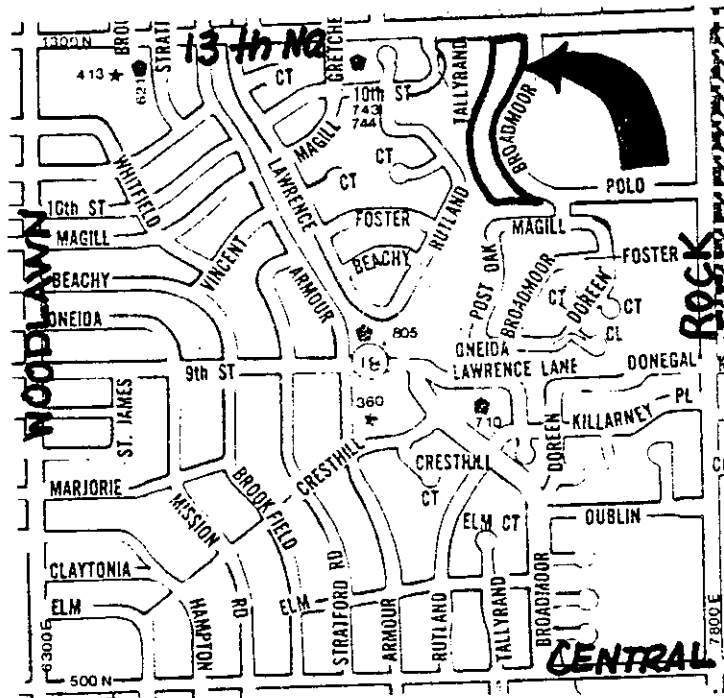 1300 N
BROO
STRATF
13th No
GRETCHE
413
621
CT
10th ST
743
744
TALLYRAND
BROADMOOR
MAGILL
CT
CT
LAWRENCE
WHITFIELD
POLO
10th ST
MAGILL
FOSTER
RUTLAND
MAGILL
WOODLAWN
VINCENT
BEACHY
POST OAK
BROADMOOR
FOSTER
ROCK
BEACHY
ARMOUR
CT
DOREEN
CT
ONEIDA
805
CL
ONEIDA
18
9th ST
LAWRENCE LANE
DONEGAL
ST. JAMES
360
710
KILLARNEY PL
CRESTHILL
CRESTHILL
DOREEN
MARJORIE
MISSION
BROOKFIELD
CT
ELM CT
DUBLIN
CLAYTONIA
ELM
HAMPTON
RD
ELM
STRATFORD RD
ARMOUR
RUTLAND
TALLYRAND
BROADMOOR
6300 E
7800 E
500 N
CENTRAL